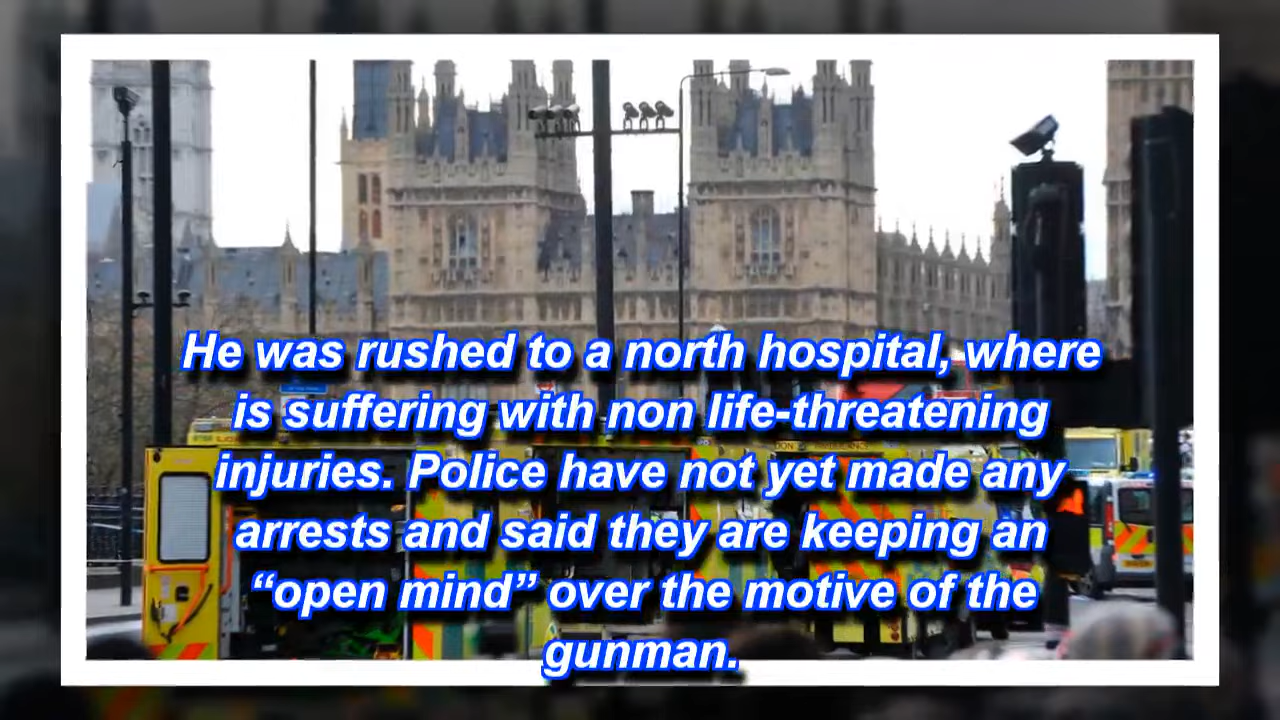 He was rushed to a north hospital, where
is suffering with non life-threatening
injuries. Police have not yet made any
arrests and said they are keeping an
“open mind” over the motive of the
gunman.